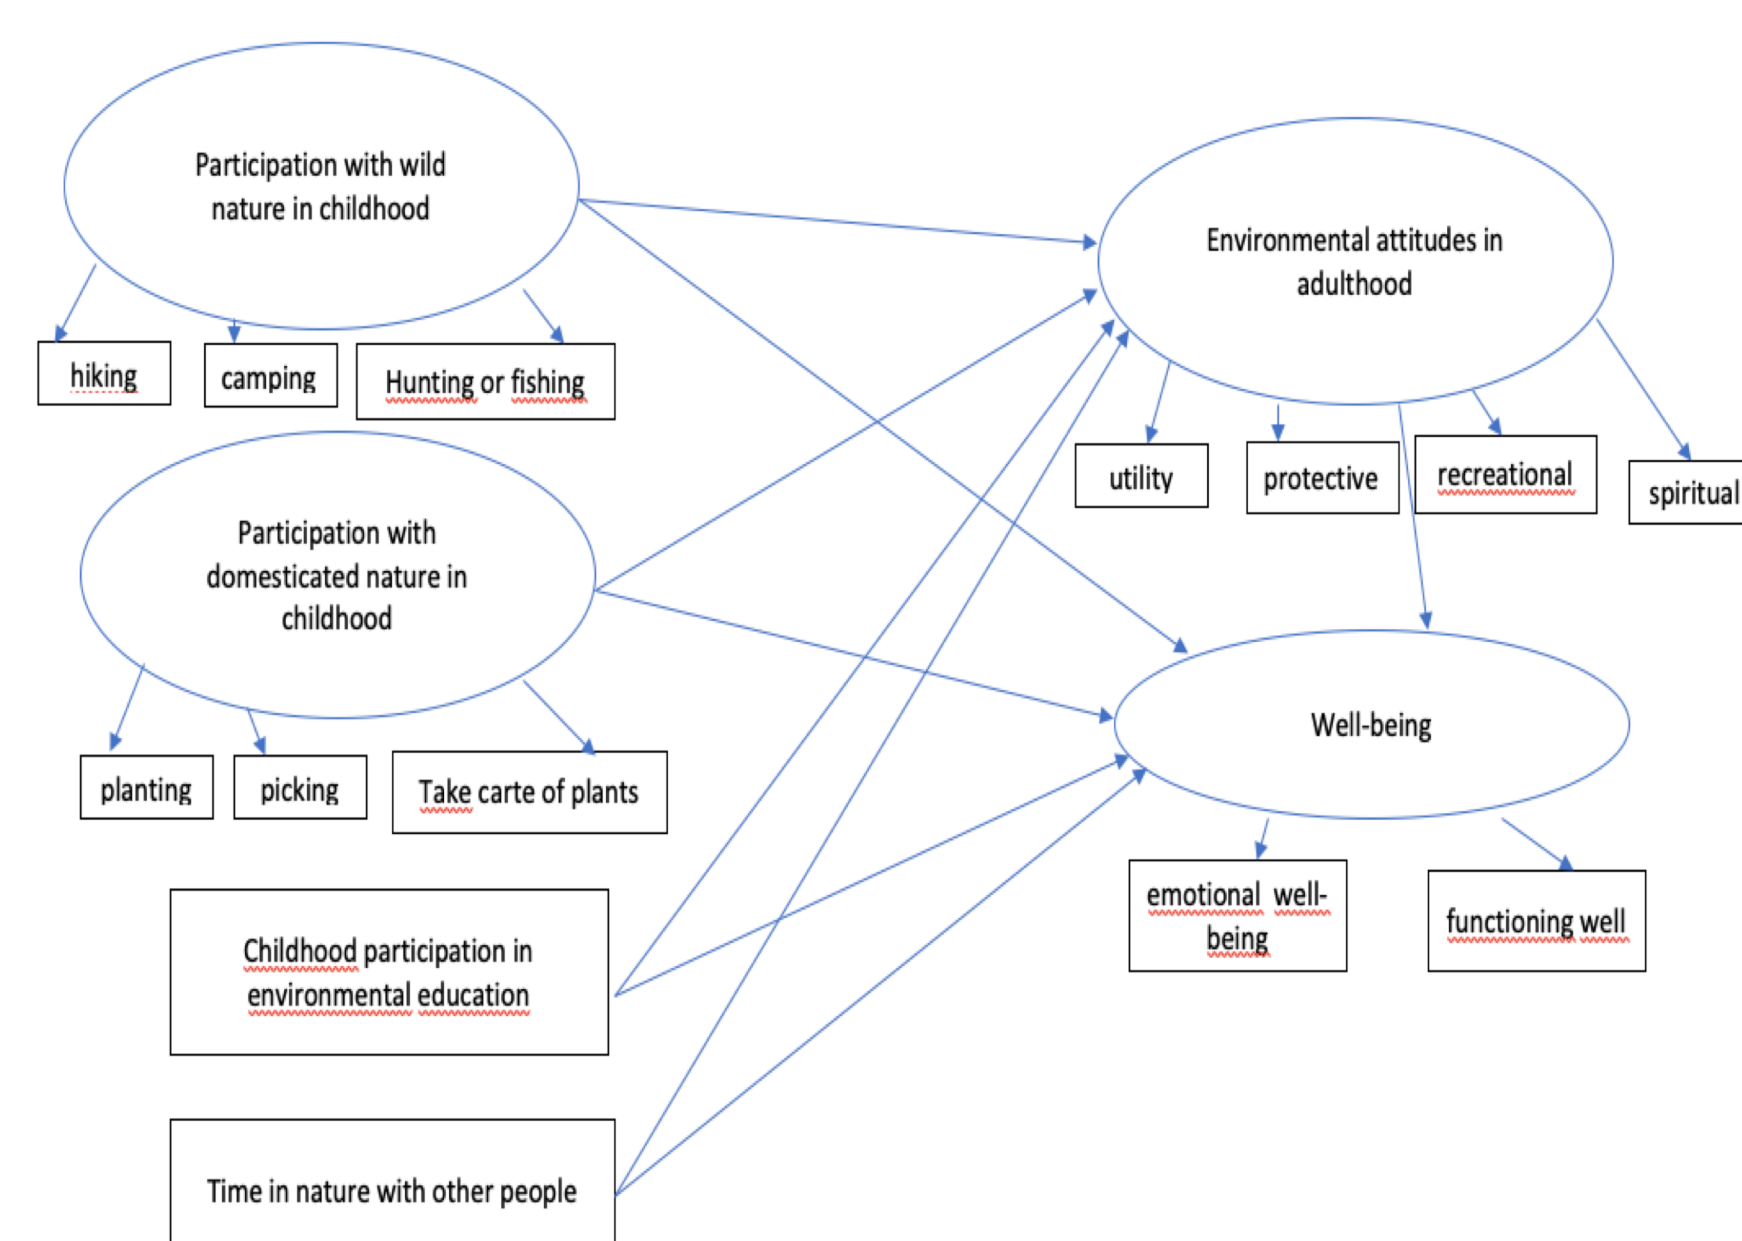 Participation with wild
nature in childhood
hiking
camping
Hunting or fishing
Participation with
domesticated nature in
childhood
planting
picking
Take carte of plants
Childhood participation in
environmental education
Time in nature with other people
Environmental attitudes in
adulthood
utility
protective
recreational
spiritual
Well-being
emotional well-
being
functioning well